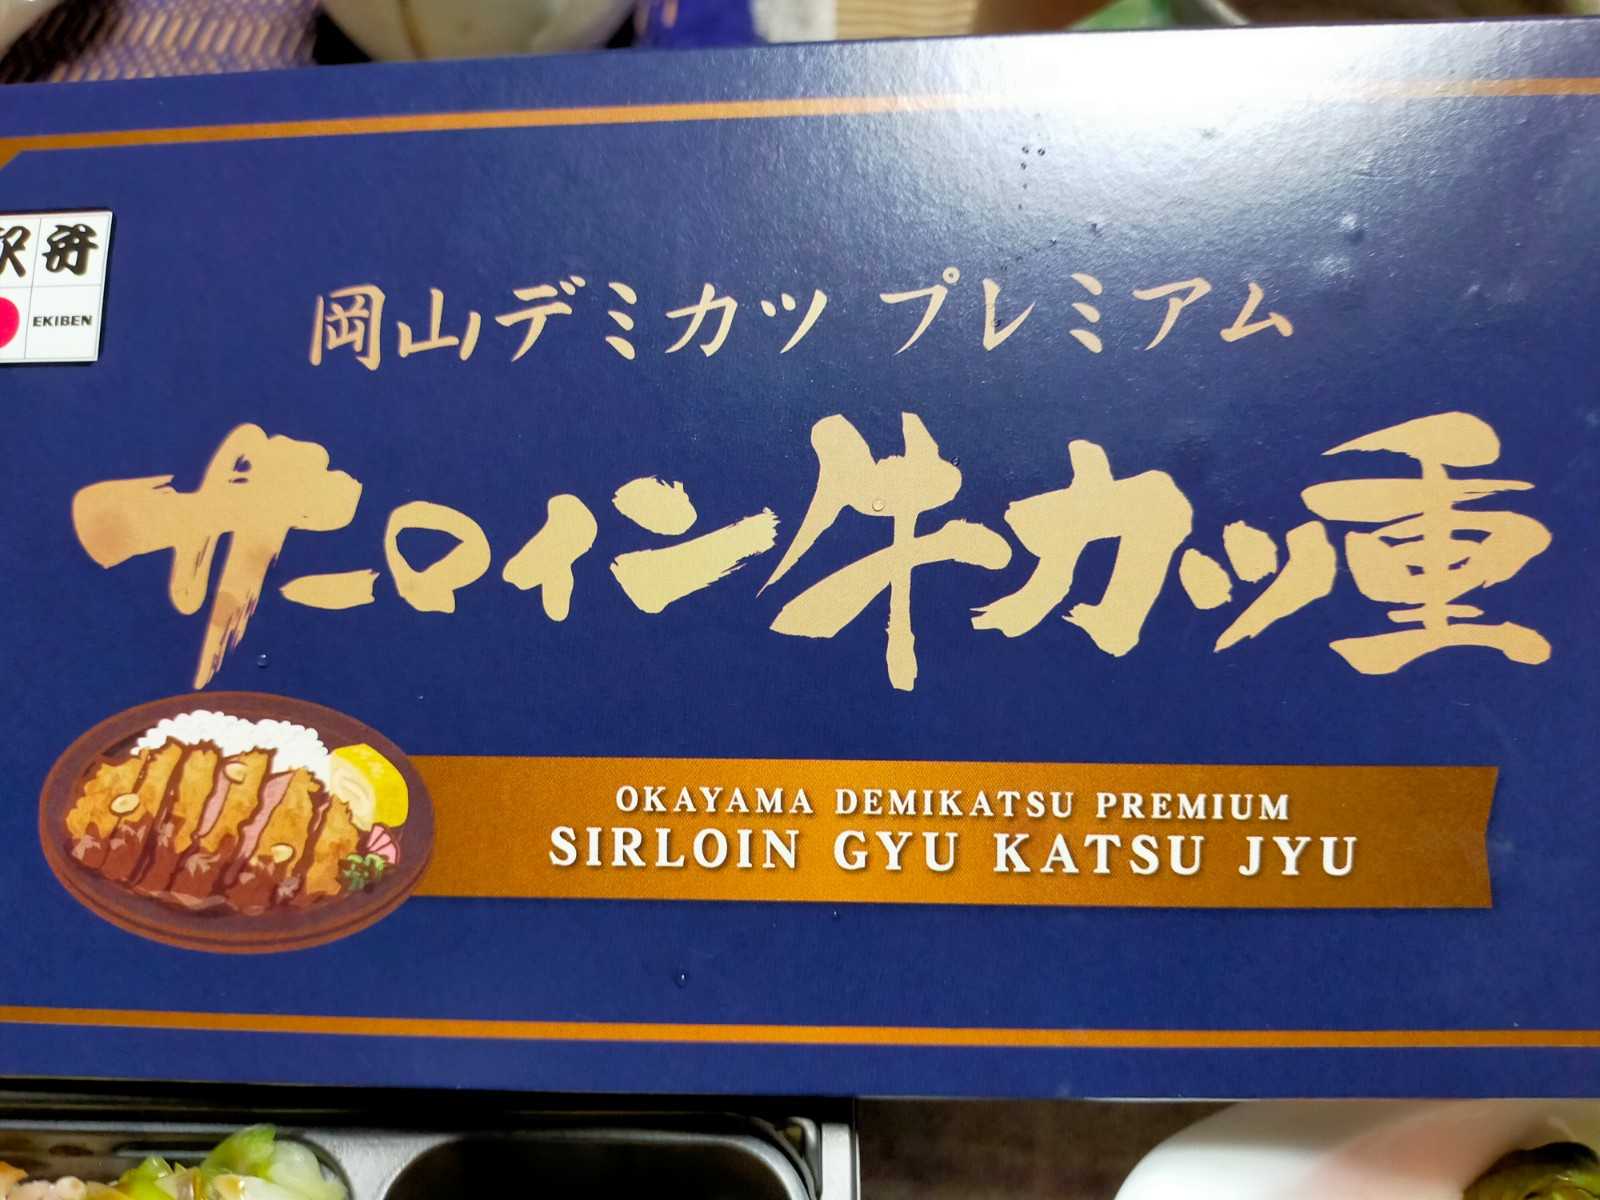 駅弁
EKIBEN
岡山デミカツ プレミアム
サーロイン牛カツ重
OKAYAMA DEMIKATSU PREMIUM
SIRLOIN GYU KATSU JYU